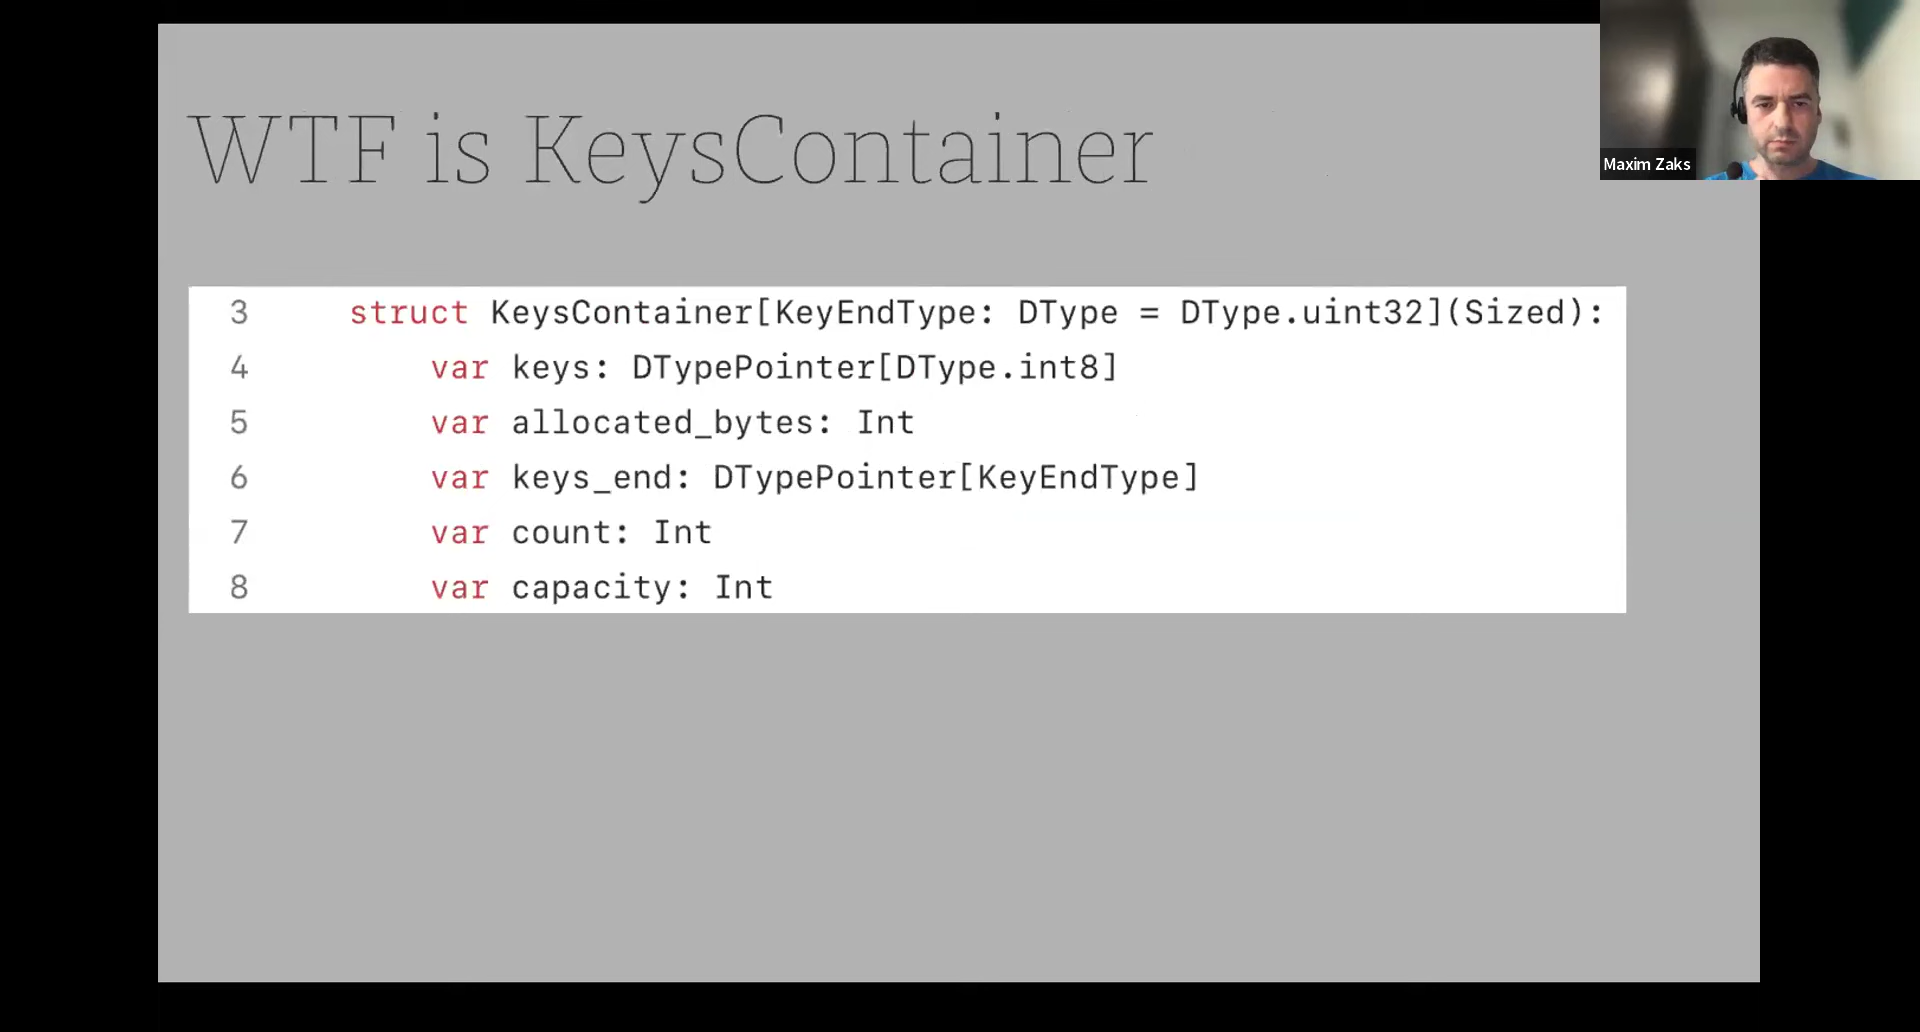 WTF is KeysContainer
Maxim Zaks
3 struct KeysContainer[KeyEndType: DType = DType.uint32](Sized):
4 var keys: DTypePointer[DType.int8]
5 var allocated_bytes: Int
6 var keys_end: DTypePointer[KeyEndType]
7 var count: Int
8 var capacity: Int